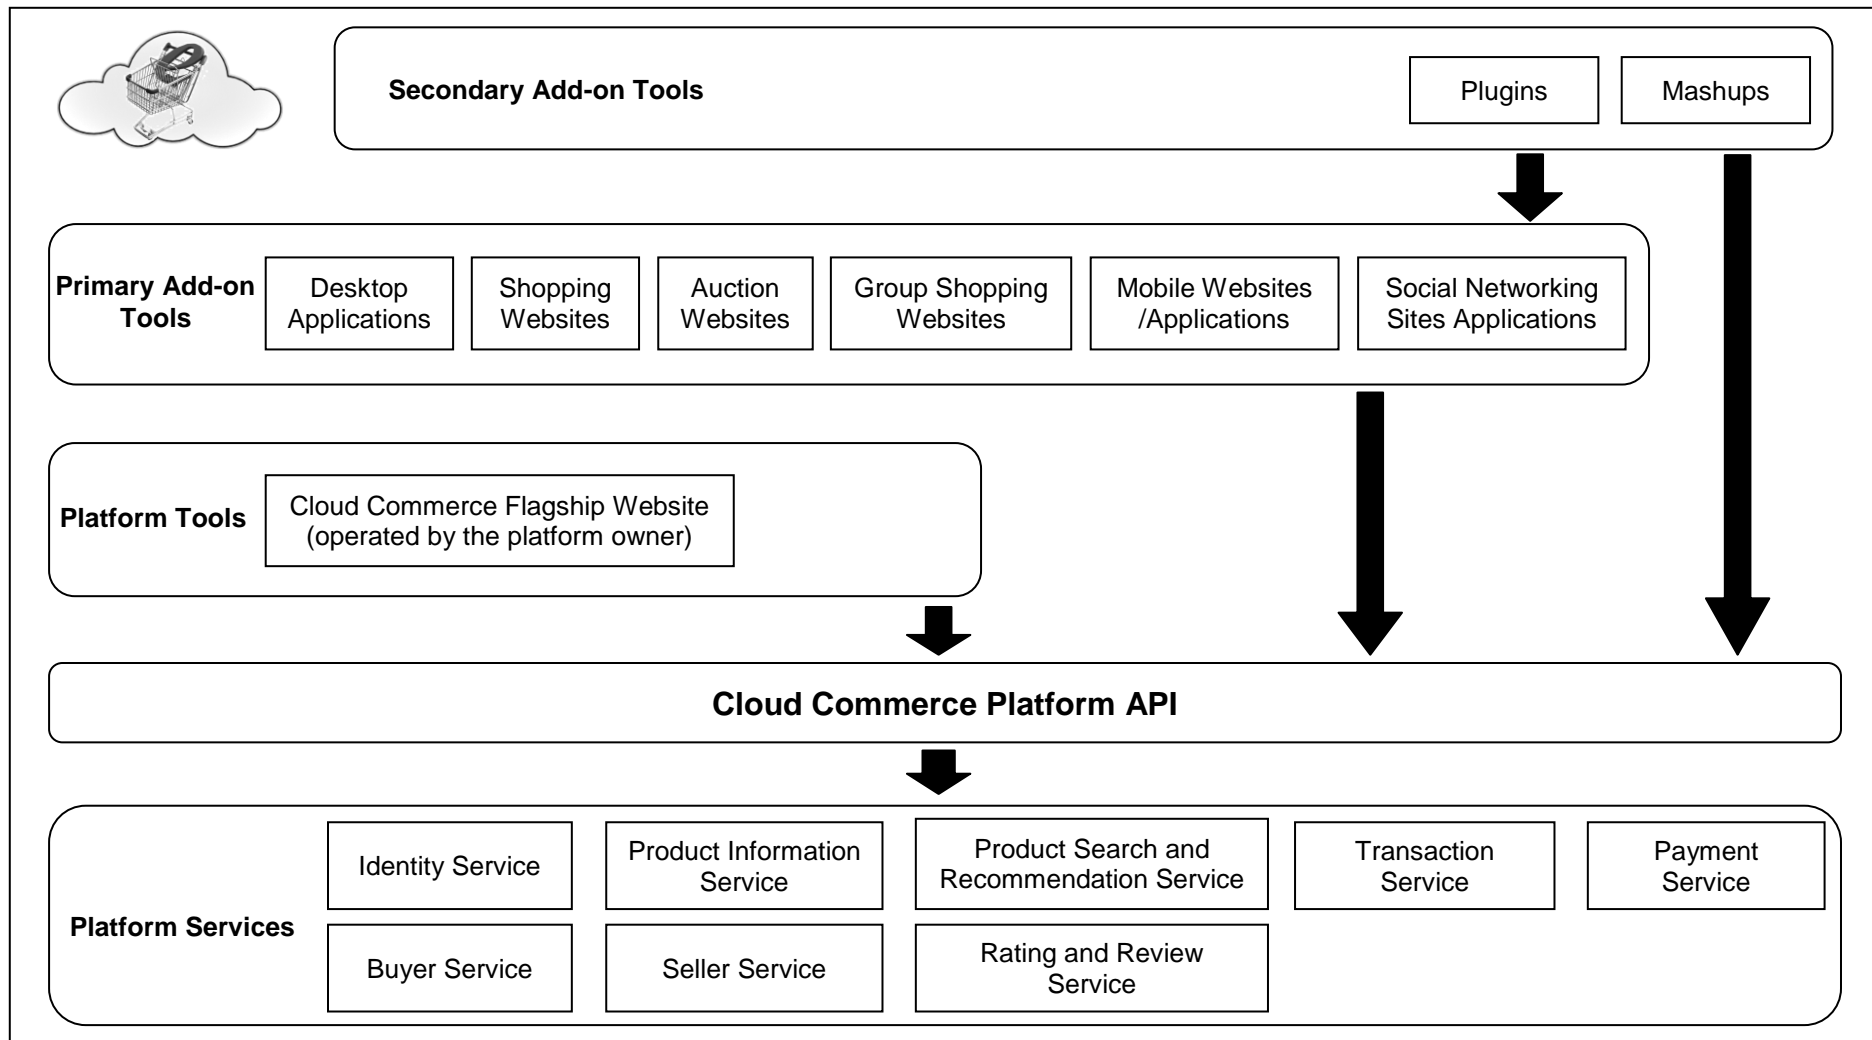 Secondary Add-on Tools
Plugins
Mashups
Primary Add-on
Tools
Desktop
Applications
Shopping
Websites
Auction
Websites
Group Shopping
Websites
Mobile Websites
/Applications
Social Networking
Sites Applications
Platform Tools
Cloud Commerce Flagship Website
(operated by the platform owner)
Cloud Commerce Platform API
Platform Services
Identity Service
Product Information
Service
Product Search and
Recommendation Service
Transaction
Service
Payment
Service
Buyer Service
Seller Service
Rating and Review
Service